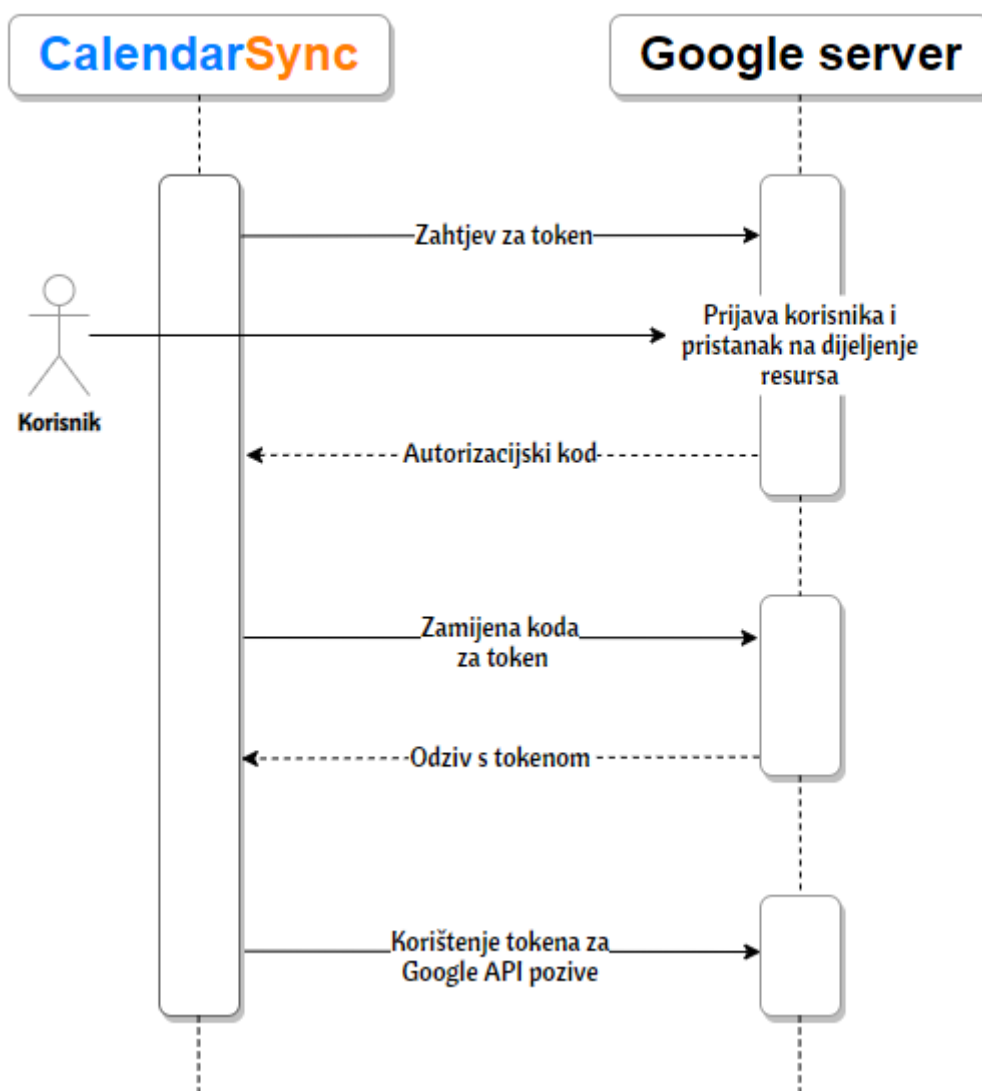 CalendarSync
Google server
Zahtjev za token
Prijava korisnika i
pristanak na dijeljenje
resursa
Korisnik
Autorizacijski kod
Zamijena koda
za token
Odziv s tokenom
Korištenje tokena za
Google API pozive